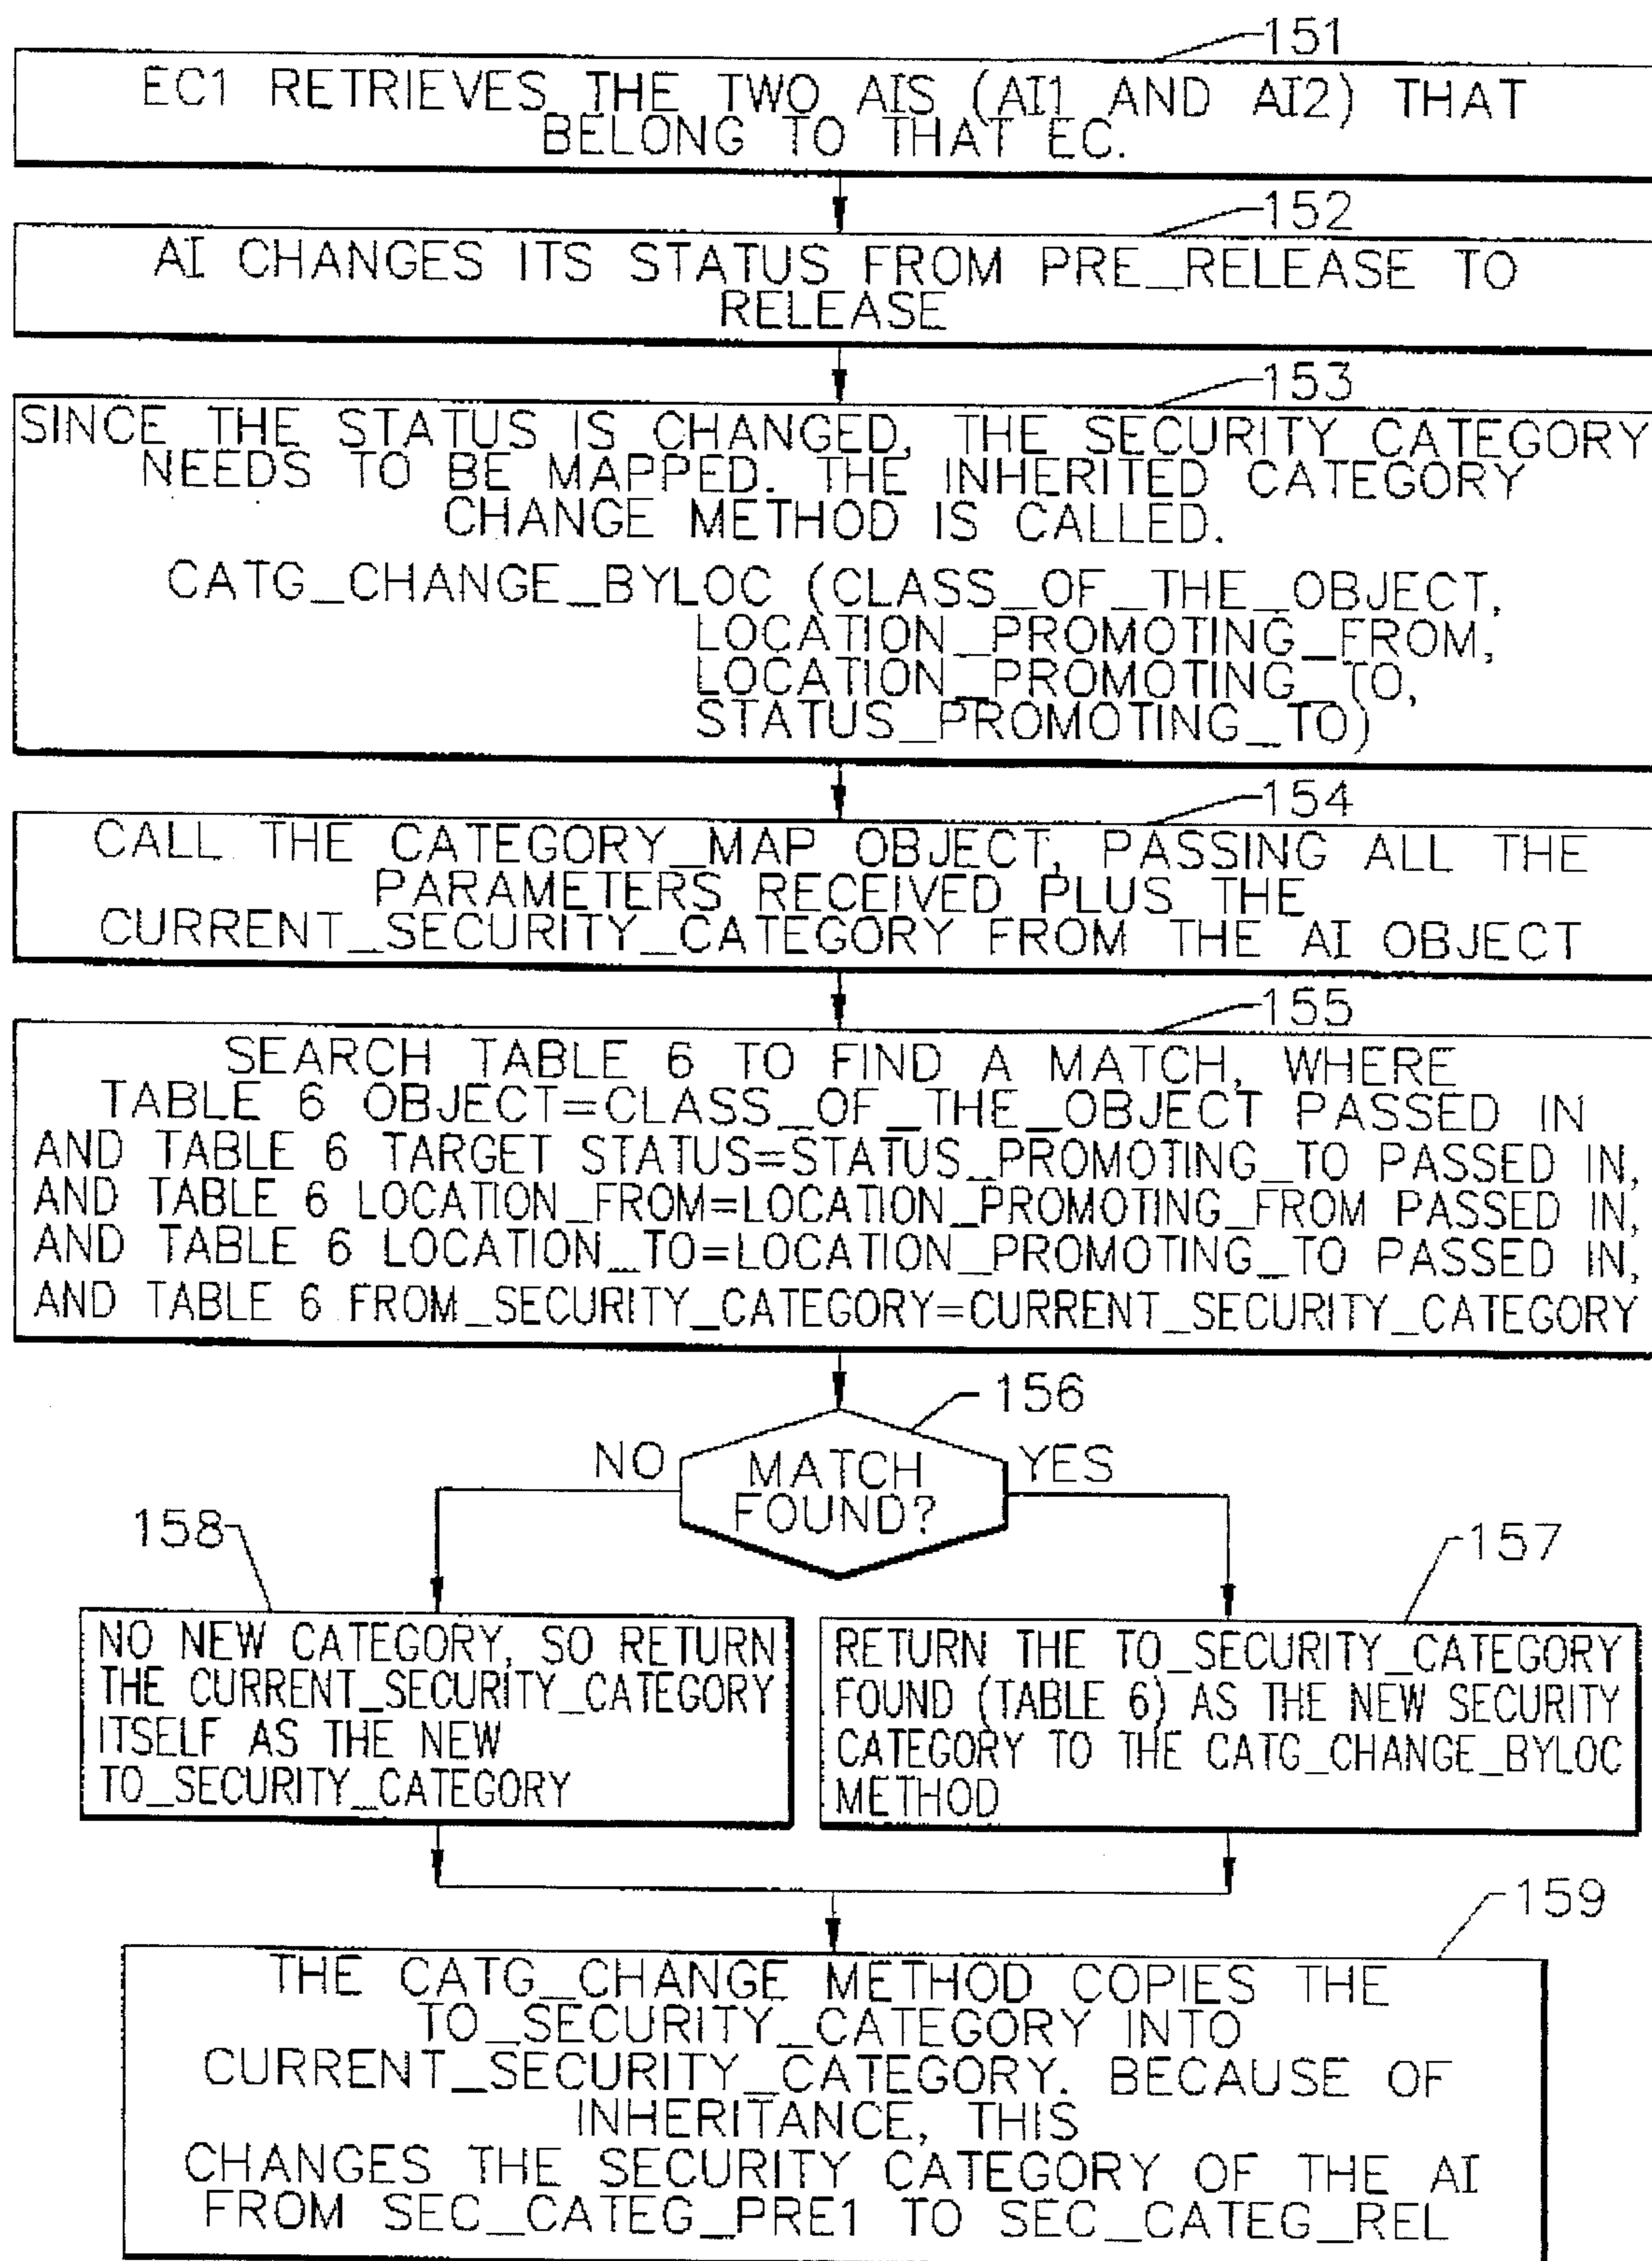 151
EC1 RETRIEVES THE TWO AIS (AI1 AND AI2) THAT
BELONG TO THAT EC.
152
AI CHANGES ITS STATUS FROM PRE_RELEASE TO
RELEASE
153
SINCE THE STATUS IS CHANGED, THE SECURITY CATEGORY
NEEDS TO BE MAPPED. THE INHERITED CATEGORY
CHANGE METHOD IS CALLED.
CATG_CHANGE_BYLOC (CLASS_OF_THE_OBJECT,
LOCATION_PROMOTING_FROM,
LOCATION_PROMOTING_TO,
STATUS_PROMOTING_TO)
154
CALL THE CATEGORY_MAP OBJECT, PASSING ALL THE
PARAMETERS RECEIVED PLUS THE
CURRENT_SECURITY_CATEGORY FROM THE AI OBJECT
155
SEARCH TABLE 6 TO FIND A MATCH, WHERE
TABLE 6 OBJECT=CLASS_OF_THE_OBJECT PASSED IN
AND TABLE 6 TARGET STATUS=STATUS_PROMOTING_TO PASSED IN,
AND TABLE 6 LOCATION_FROM=LOCATION_PROMOTING_FROM PASSED IN,
AND TABLE 6 LOCATION_TO=LOCATION_PROMOTING_TO PASSED IN,
AND TABLE 6 FROM_SECURITY_CATEGORY=CURRENT_SECURITY_CATEGORY
156
NO
MATCH
FOUND?
YES
158
NO NEW CATEGORY, SO RETURN
THE CURRENT_SECURITY_CATEGORY
ITSELF AS THE NEW
TO_SECURITY_CATEGORY
157
RETURN THE TO_SECURITY_CATEGORY
FOUND (TABLE 6) AS THE NEW SECURITY
CATEGORY TO THE CATG_CHANGE_BYLOC
METHOD
159
THE CATG_CHANGE METHOD COPIES THE
TO_SECURITY_CATEGORY INTO
CURRENT_SECURITY_CATEGORY. BECAUSE OF
INHERITANCE, THIS
CHANGES THE SECURITY CATEGORY OF THE AI
FROM SEC_CATEG_PRE1 TO SEC_CATEG_REL